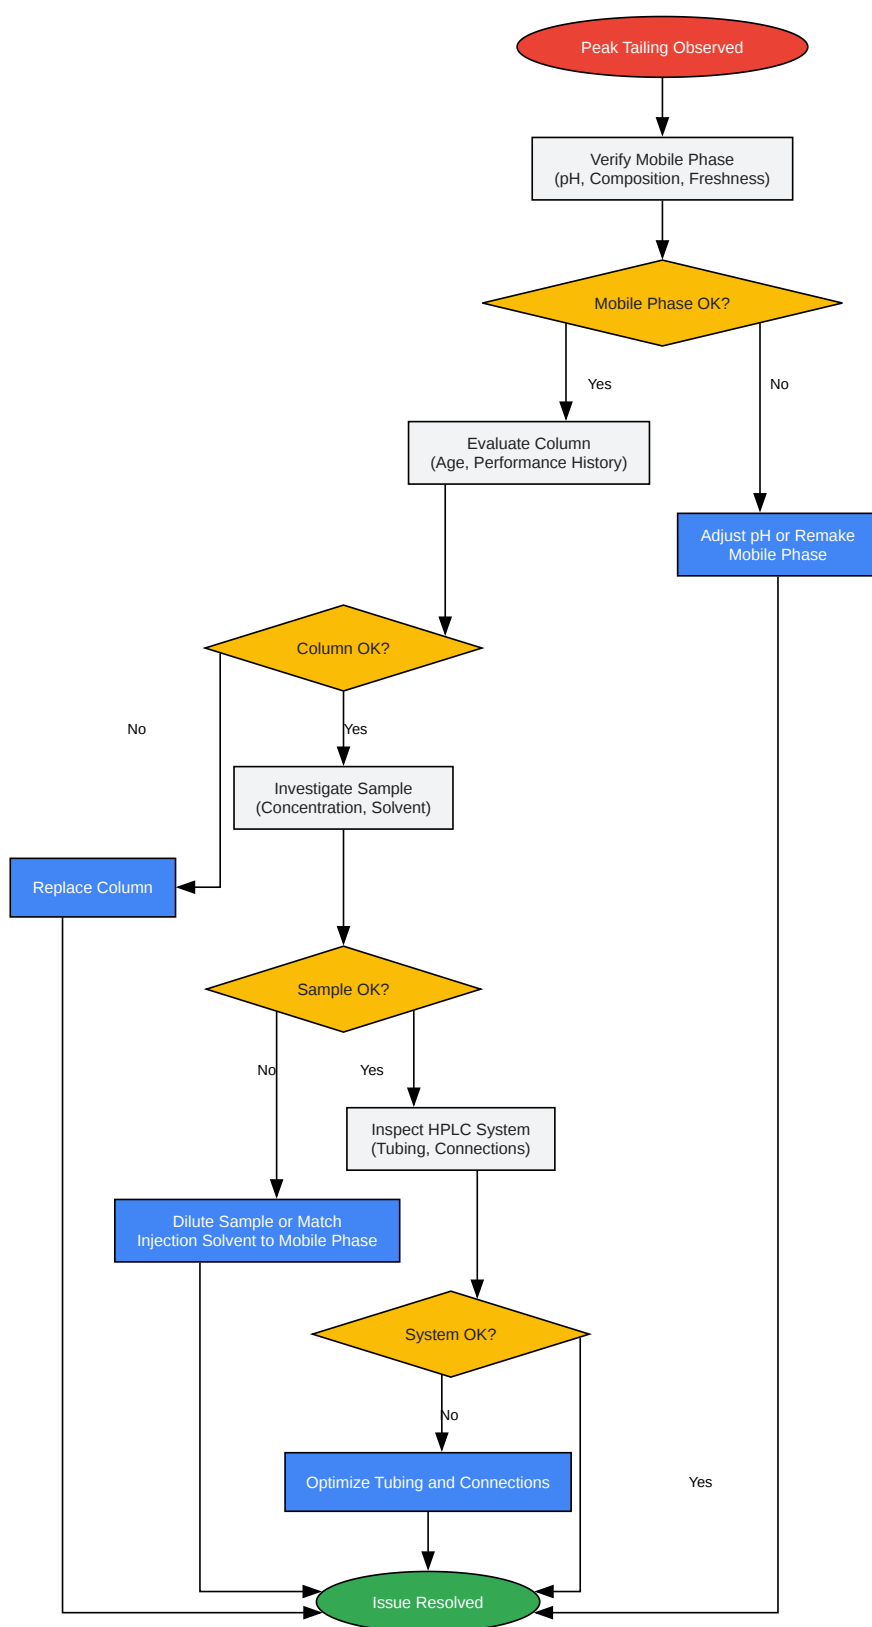 Peak Tailing Observed
Verify Mobile Phase
(pH, Composition, Freshness)
Mobile Phase OK?
Yes
No
Evaluate Column
(Age, Performance History)
Adjust pH or Remake
Mobile Phase
Column OK?
No
Yes
Investigate Sample
(Concentration, Solvent)
Replace Column
Sample OK?
No
Yes
Inspect HPLC System
(Tubing, Connections)
Dilute Sample or Match
Injection Solvent to Mobile Phase
System OK?
No
Optimize Tubing and Connections
Yes
Issue Resolved